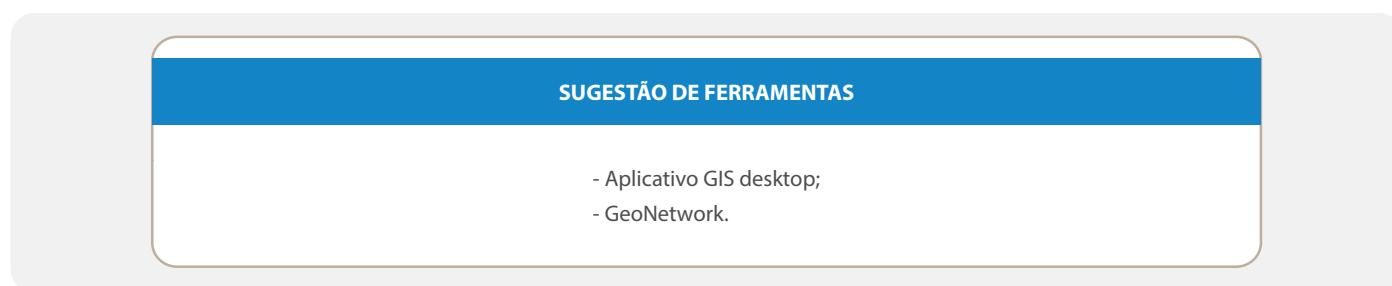 SUGESTÃO DE FERRAMENTAS
- Aplicativo GIS desktop;
- GeoNetwork.